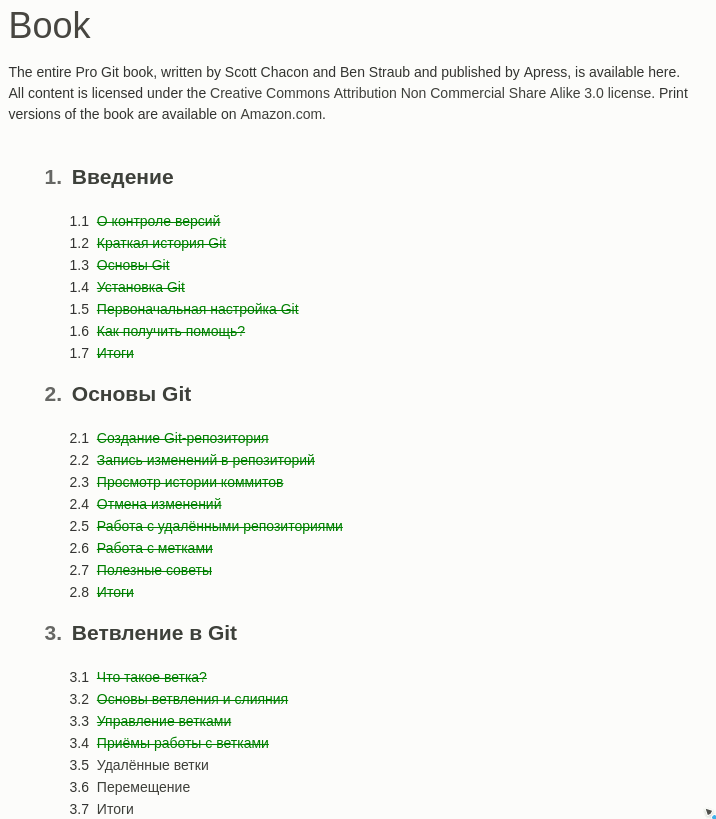 Book
The entire Pro Git book, written by Scott Chacon and Ben Straub and published by Apress, is available here.
All content is licensed under the Creative Commons Attribution Non Commercial Share Alike 3.0 license. Print
versions of the book are available on Amazon.com.
1. Введение
1.1 О контроле версий
1.2 Краткая история Git
1.3 Основы Git
1.4 Установка Git
1.5 Первоначальная настройка Git
1.6 Как получить помощь?
1.7 Итоги
2. Основы Git
2.1 Создание Git-репозитория
2.2 Запись изменений в репозиторий
2.3 Просмотр истории коммитов
2.4 Отмена изменений
2.5 Работа с удалёнными репозиториями
2.6 Работа с метками
2.7 Полезные советы
2.8 Итоги
3. Ветвление в Git
3.1 Что такое ветка?
3.2 Основы ветвления и слияния
3.3 Управление ветками
3.4 Приёмы работы с ветками
3.5 Удалённые ветки
3.6 Перемещение
3.7 Итоги